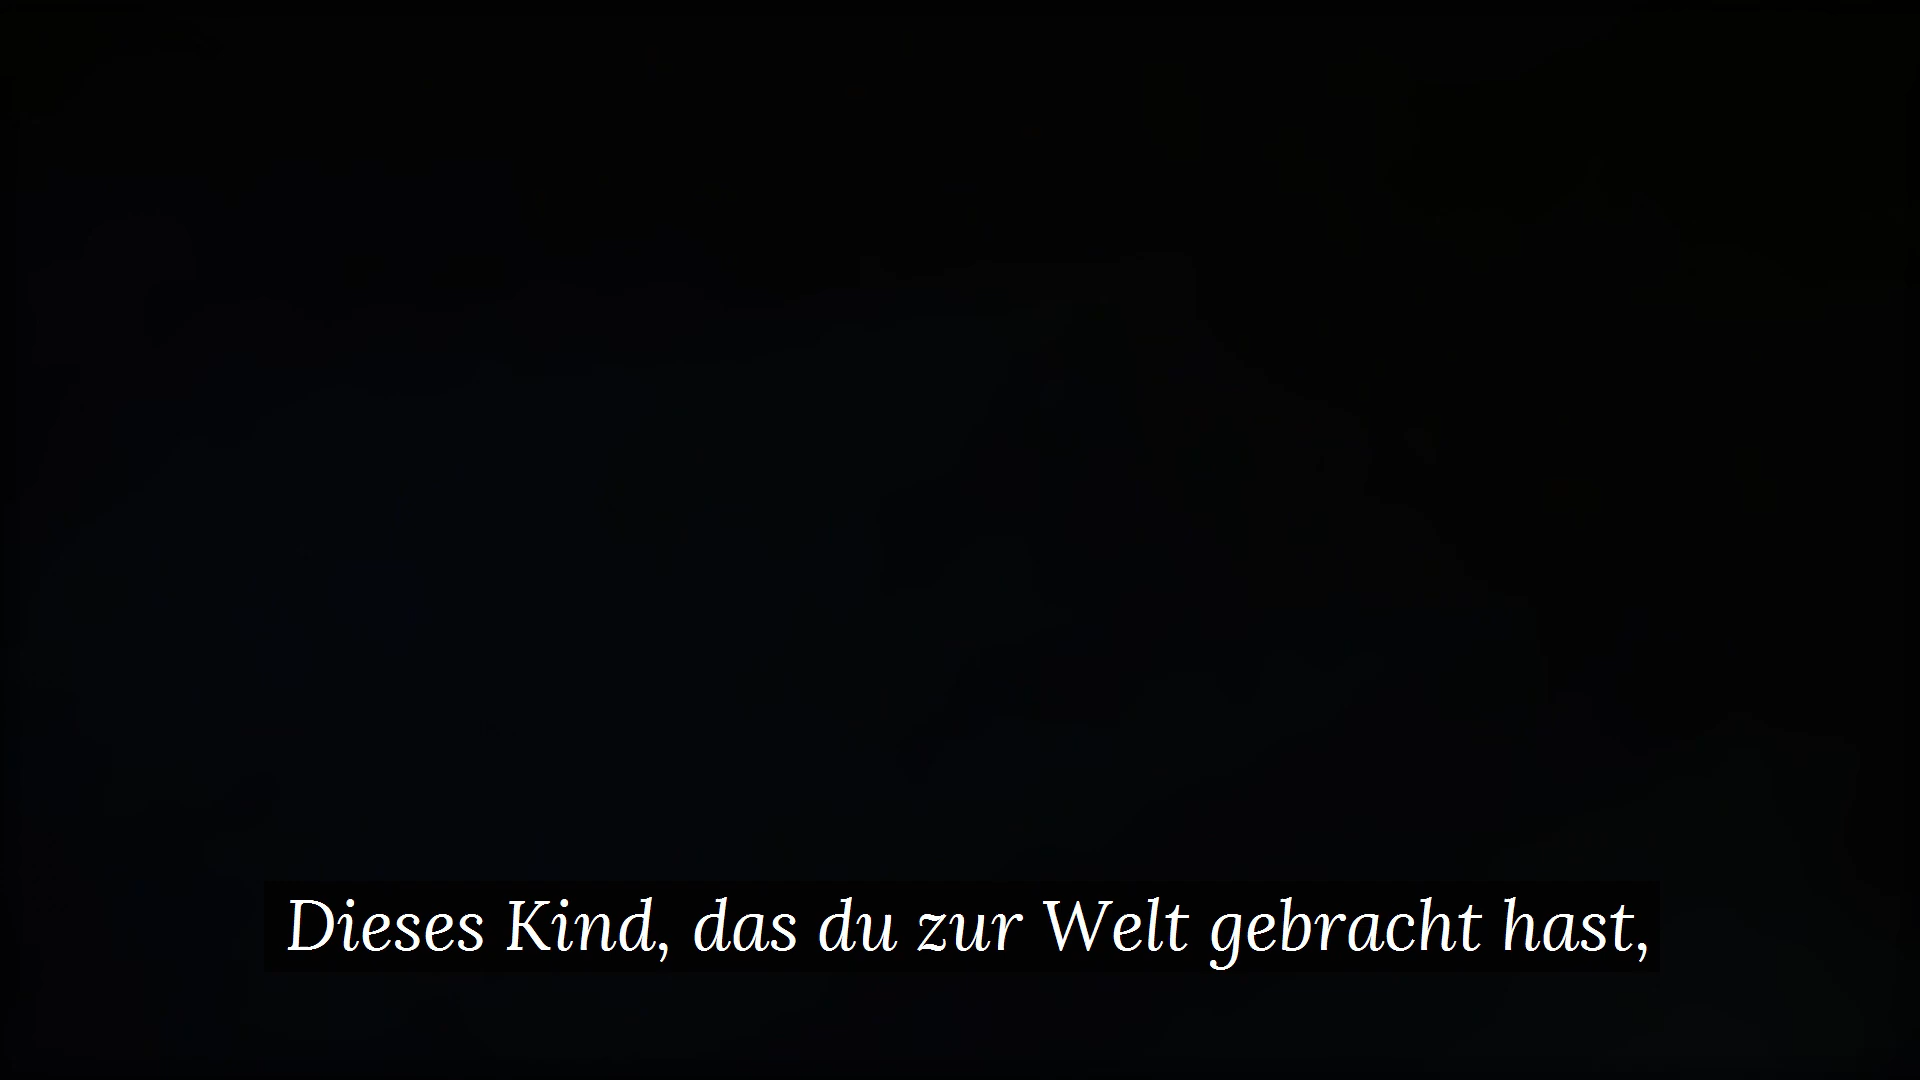 Dieses Kind, das du zur Welt gebracht hast,